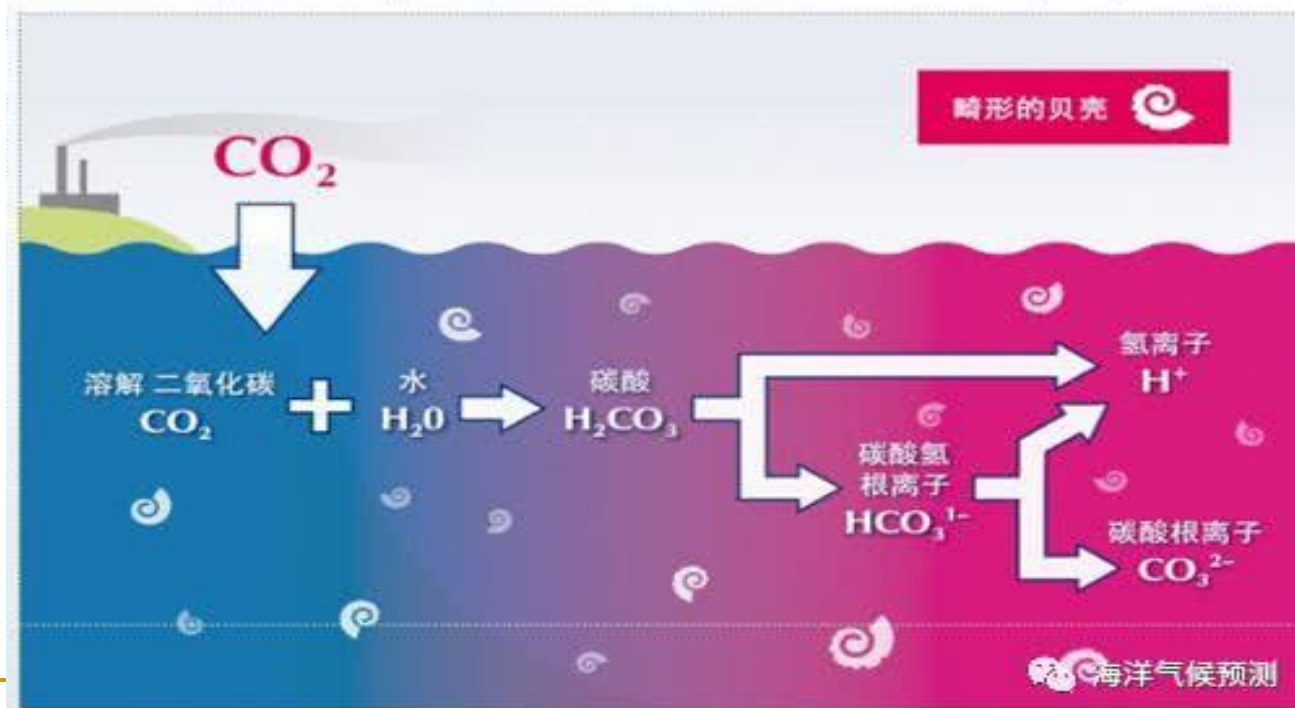 畸形的贝壳
CO₂
溶解 二氧化碳
CO₂
水
H₂0
碳酸
H₂CO₃
氢离子
H⁺
碳酸氢
根离子
HCO₃¹⁻
碳酸根离子
CO₃²⁻
海洋气候预测